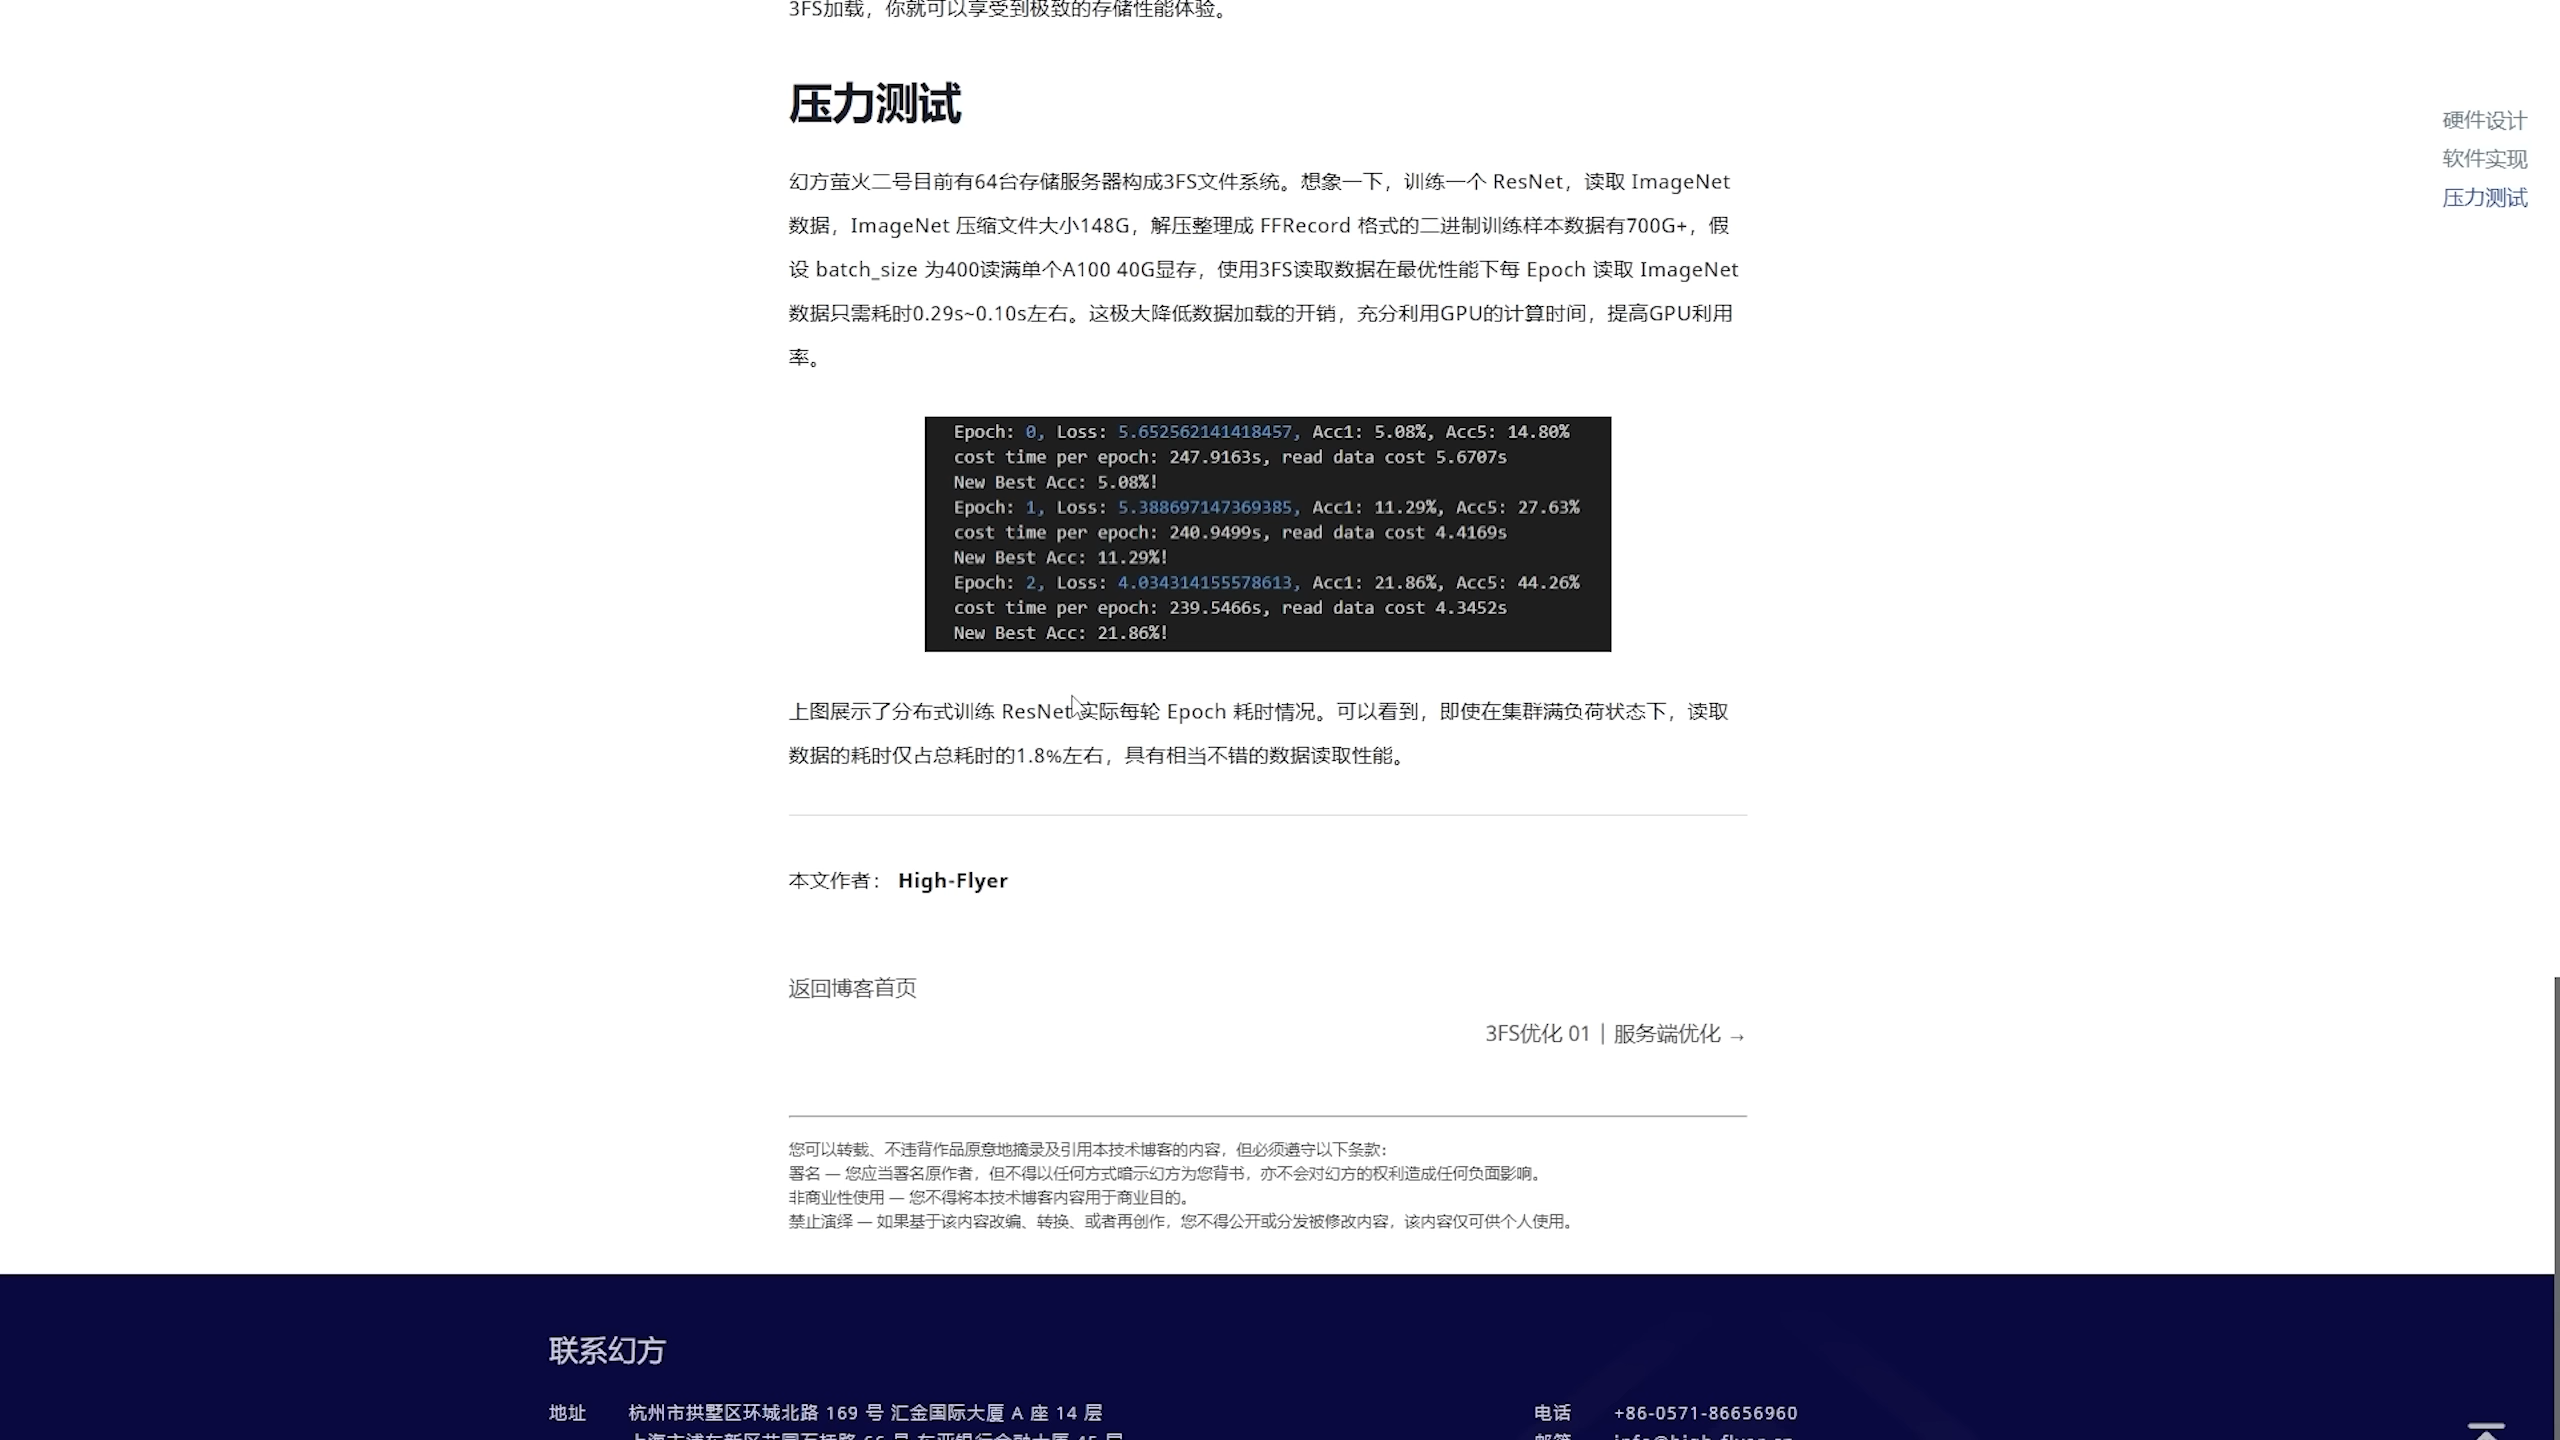 3FS加载，你就可以享受到极致的存储性能体验。
压力测试
硬件设计
软件实现
压力测试
幻方萤火二号目前有64台存储服务器构成3FS文件系统。想象一下，训练一个 ResNet，读取 ImageNet
数据，ImageNet 压缩文件大小148G，解压整理成 FFRecord 格式的二进制训练样本数据有700G+，假
设 batch_size 为400读满单个A100 40G显存，使用3FS读取数据在最优性能下每 Epoch 读取 ImageNet
数据只需耗时0.29s~0.10s左右。这极大降低数据加载的开销，充分利用GPU的计算时间，提高GPU利用
率。
Epoch: 0, Loss: 5.652562141418457, Acc1: 5.08%, Acc5: 14.80%
cost time per epoch: 247.9163s, read data cost 5.6707s
New Best Acc: 5.08%!
Epoch: 1, Loss: 5.388697147369385, Acc1: 11.29%, Acc5: 27.63%
cost time per epoch: 240.9499s, read data cost 4.4169s
New Best Acc: 11.29%!
Epoch: 2, Loss: 4.034314155578613, Acc1: 21.86%, Acc5: 44.26%
cost time per epoch: 239.5466s, read data cost 4.3452s
New Best Acc: 21.86%!
上图展示了分布式训练 ResNet 实际每轮 Epoch 耗时情况。可以看到，即使在集群满负荷状态下，读取
数据的耗时仅占总耗时的1.8%左右，具有相当不错的数据读取性能。
本文作者： High-Flyer
返回博客首页
3FS优化 01｜服务端优化 →
您可以转载、不违背作品原意地摘录及引用本技术博客的内容，但必须遵守以下条款：
署名 — 您应当署名原作者，但不得以任何方式暗示幻方为您背书，亦不会对幻方的权利造成任何负面影响。
非商业性使用 — 您不得将本技术博客内容用于商业目的。
禁止演绎 — 如果基于该内容改编、转换、或者再创作，您不得公开或分发被修改内容，该内容仅可供个人使用。
联系幻方
地址 杭州市拱墅区环城北路 169 号 汇金国际大厦 A 座 14 层
电话 +86-0571-86656960